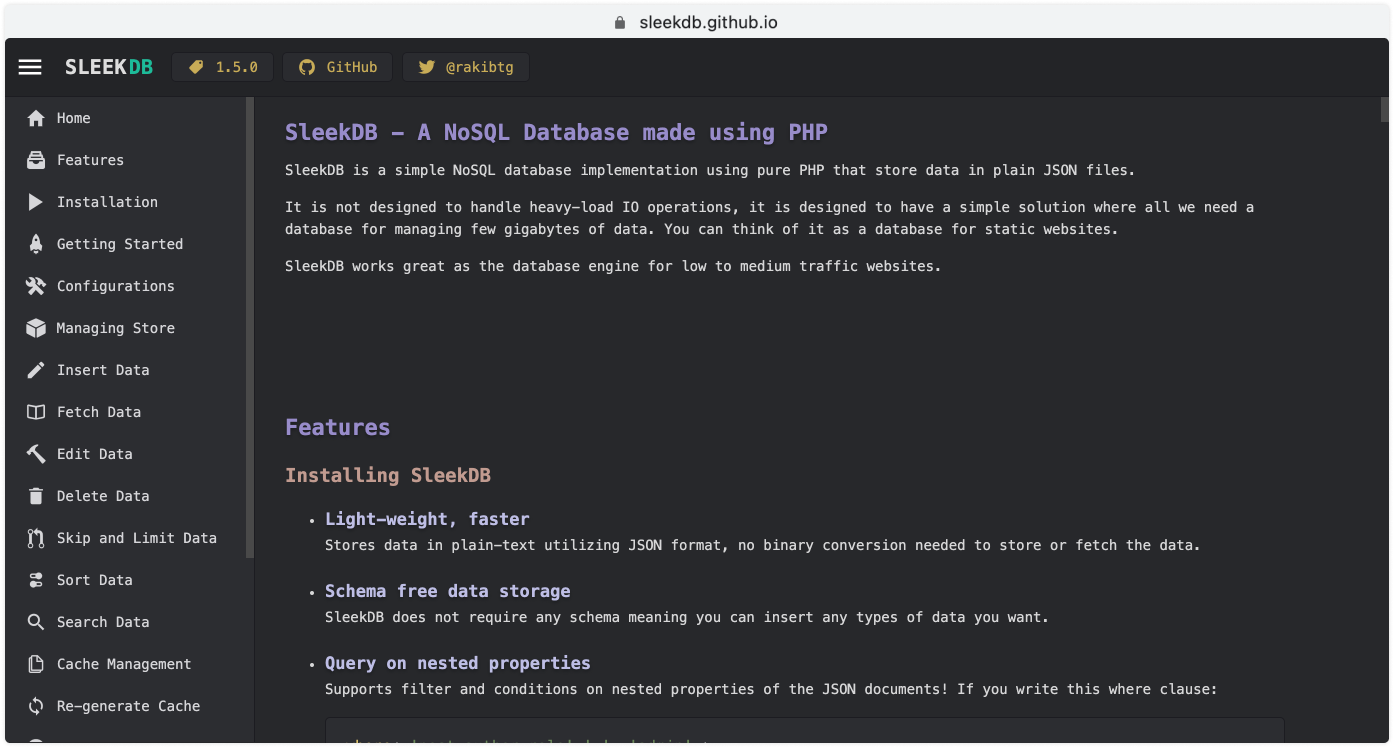 sleekdb.github.io
SLEEKDB
1.5.0
GitHub
@rakibtg
Home
Features
Installation
Getting Started
Configurations
Managing Store
Insert Data
Fetch Data
Edit Data
Delete Data
Skip and Limit Data
Sort Data
Search Data
Cache Management
Re-generate Cache
SleekDB – A NoSQL Database made using PHP
SleekDB is a simple NoSQL database implementation using pure PHP that store data in plain JSON files.
It is not designed to handle heavy-load IO operations, it is designed to have a simple solution where all we need a
database for managing few gigabytes of data. You can think of it as a database for static websites.
SleekDB works great as the database engine for low to medium traffic websites.
Features
Installing SleekDB
• Light-weight, faster
Stores data in plain-text utilizing JSON format, no binary conversion needed to store or fetch the data.
• Schema free data storage
SleekDB does not require any schema meaning you can insert any types of data you want.
• Query on nested properties
Supports filter and conditions on nested properties of the JSON documents! If you write this where clause: